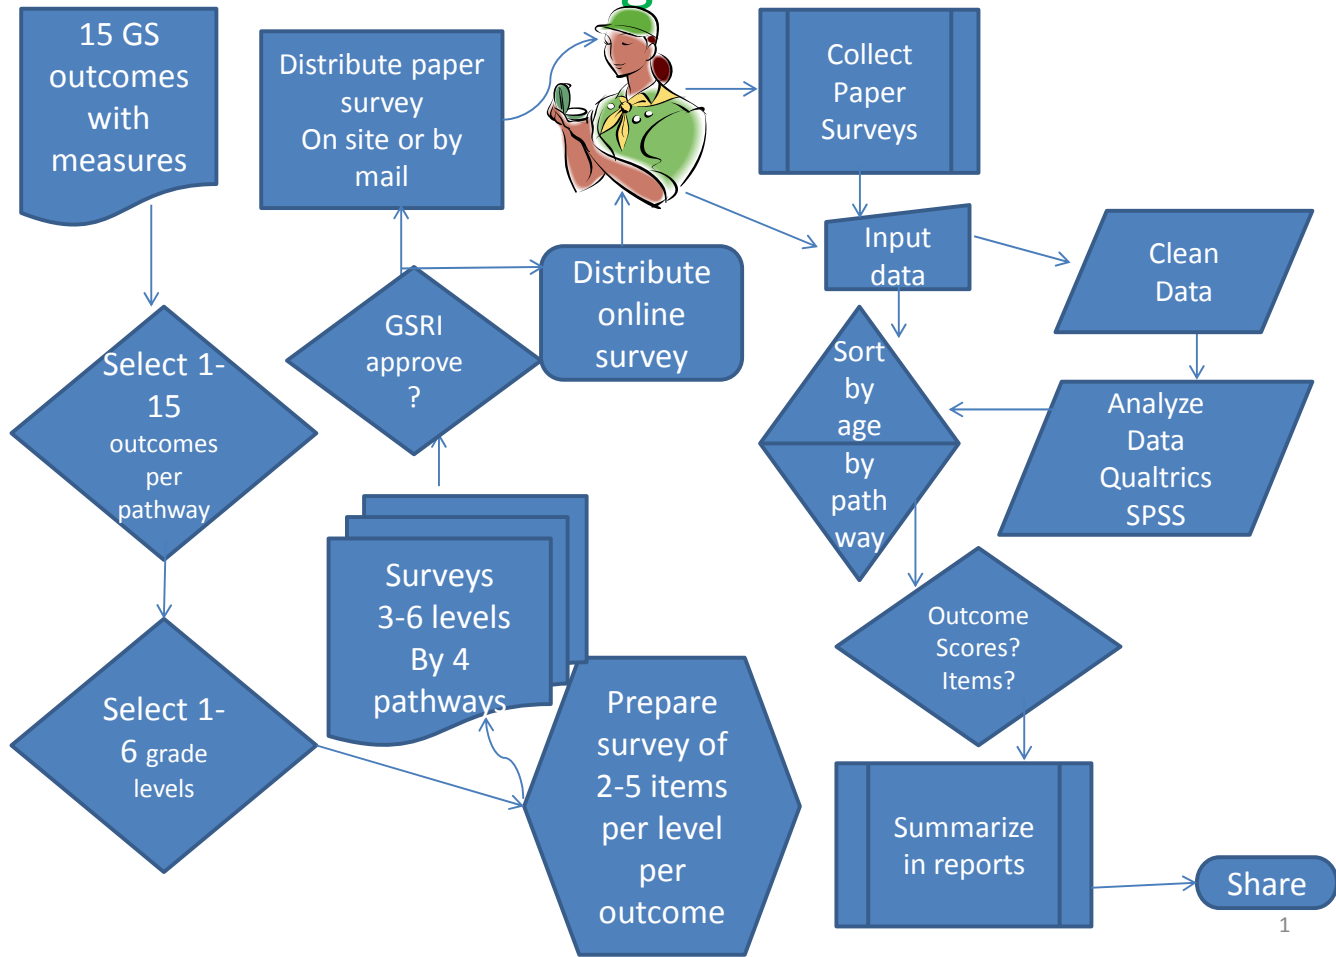 15 GS
outcomes
with
measures
Distribute paper
survey
On site or by
mail
Collect
Paper
Surveys
Input
data
Clean
Data
GSRI
approve
?
Distribute
online
survey
Select 1-
15
outcomes
per
pathway
Sort
by
age
by
path
way
Analyze
Data
Qualtrics
SPSS
Surveys
3-6 levels
By 4
pathways
Outcome
Scores?
Items?
Select 1-
6 grade
levels
Prepare
survey of
2-5 items
per level
per
outcome
Summarize
in reports
Share
1